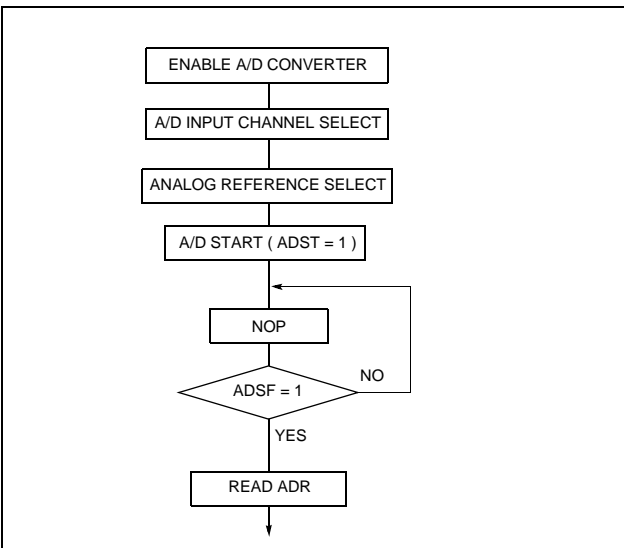 ENABLE A/D CONVERTER
A/D INPUT CHANNEL SELECT
ANALOG REFERENCE SELECT
A/D START ( ADST = 1 )
NOP
ADSF = 1
NO
YES
READ ADR